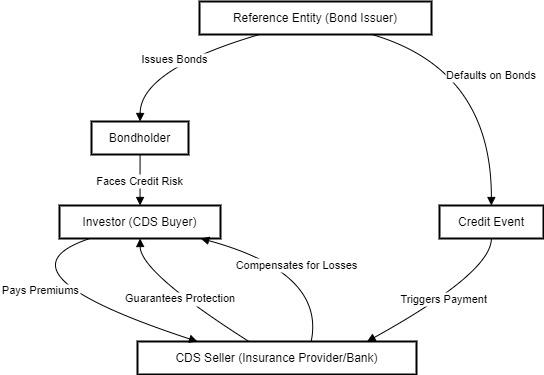 Reference Entity (Bond Issuer)
Issues Bonds
Defaults on Bonds
Bondholder
Faces Credit Risk
Investor (CDS Buyer)
Credit Event
Compensates for Losses
Pays Premiums
Guarantees Protection
Triggers Payment
CDS Seller (Insurance Provider/Bank)